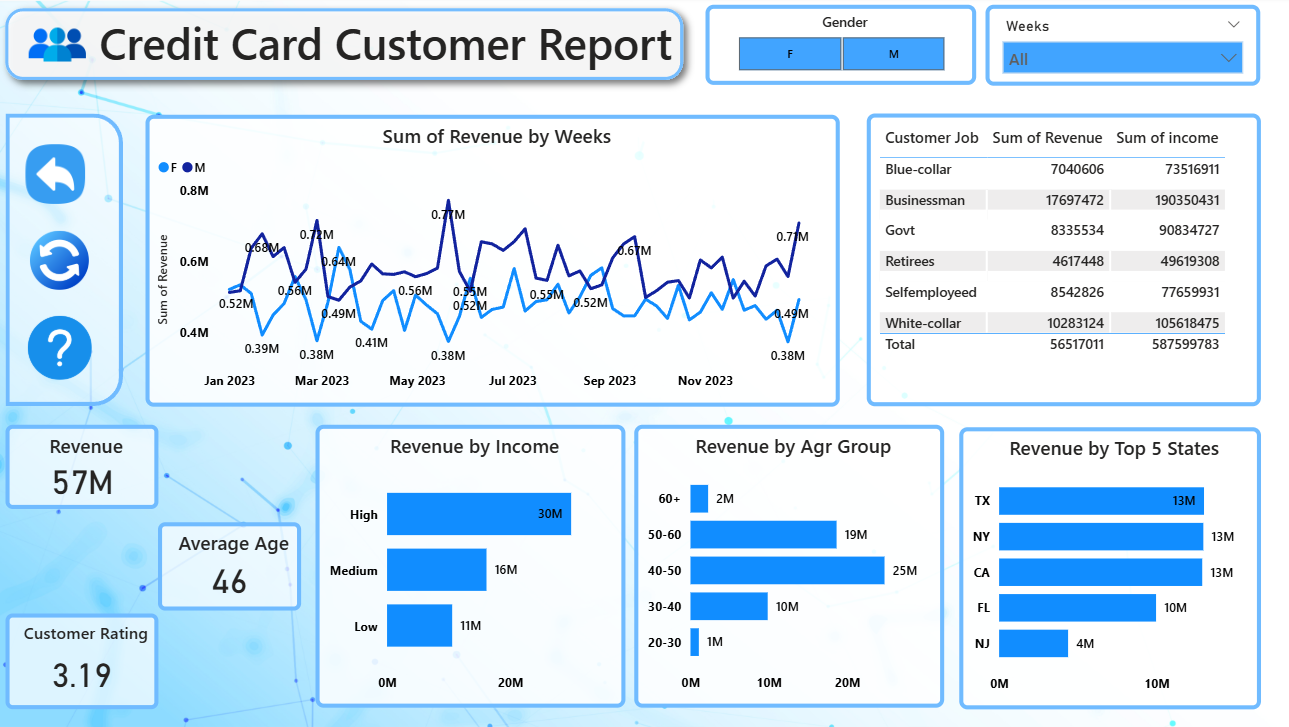 Credit Card Customer Report
Gender
F M
Weeks
All
Sum of Revenue by Weeks
F M
Sum of Revenue
0.8M
0.6M
0.4M
0.52M
0.68M
0.39M
0.56M
0.72M
0.38M
0.64M
0.49M
0.41M
0.56M
0.77M
0.38M
0.55M
0.52M
0.55M
0.52M
0.67M
0.71M
0.49M
0.38M
Jan 2023 Mar 2023 May 2023 Jul 2023 Sep 2023 Nov 2023
Customer Job Sum of Revenue Sum of income
Blue-collar 7040606 73516911
Businessman 17697472 190350431
Govt 8335534 90834727
Retirees 4617448 49619308
Selfemployeed 8542826 77659931
White-collar 10283124 105618475
Total 56517011 587599783
?
Revenue
57M
Average Age
46
Customer Rating
3.19
Revenue by Income
High 30M
Medium 16M
Low 11M
0M 20M
Revenue by Agr Group
60+ 2M
50-60 19M
40-50 25M
30-40 10M
20-30 1M
0M 10M 20M
Revenue by Top 5 States
TX 13M
NY 13M
CA 13M
FL 10M
NJ 4M
0M 10M